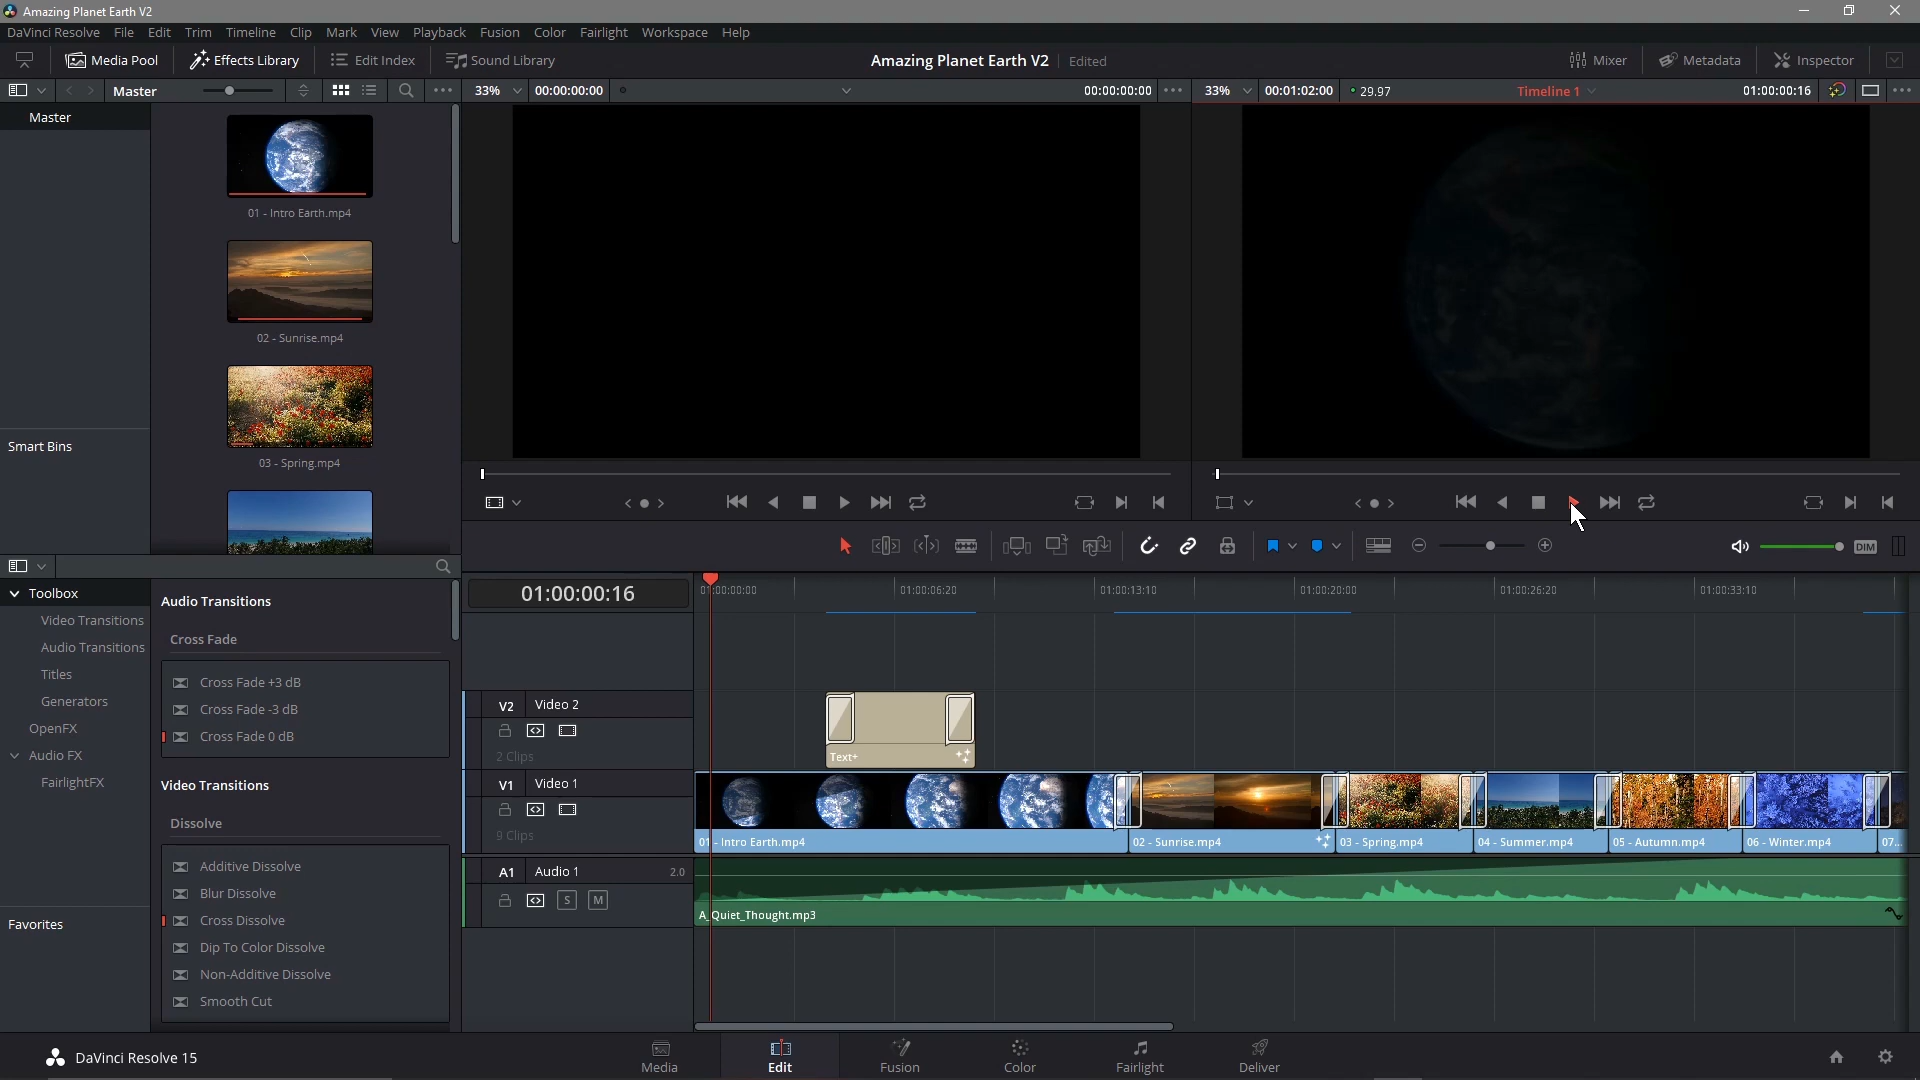 Amazing Planet Earth V2
DaVinci Resolve File Edit Trim Timeline Clip Mark View Playback Fusion Color Fairlight Workspace Help
Media Pool Effects Library Edit Index Sound Library Amazing Planet Earth V2 Edited Mixer Metadata Inspector
Master 33% 00:00:00:00 00:00:00:00 33% 00:01:02:00 29.97 Timeline 1 01:00:00:16
Master
01 - Intro Earth.mp4
02 - Sunrise.mp4
03 - Spring.mp4
Smart Bins
DIM
Toolbox
Video Transitions
Audio Transitions
Titles
Generators
OpenFX
Audio FX
FairlightFX
Favorites
Audio Transitions
Cross Fade
Cross Fade +3 dB
Cross Fade -3 dB
Cross Fade 0 dB
Video Transitions
Dissolve
Additive Dissolve
Blur Dissolve
Cross Dissolve
Dip To Color Dissolve
Non-Additive Dissolve
Smooth Cut
01:00:00:16 01:00:00:00 01:00:06:20 01:00:13:10 01:00:20:00 01:00:26:20 01:00:33:10
V2 Video 2
2 Clips
Text+
V1 Video 1
9 Clips
01 - Intro Earth.mp4 02 - Sunrise.mp4 03 - Spring.mp4 04 - Summer.mp4 05 - Autumn.mp4 06 - Winter.mp4 07...
A1 Audio 1 2.0
S M
A_Quiet_Thought.mp3
DaVinci Resolve 15 Media Edit Fusion Color Fairlight Deliver